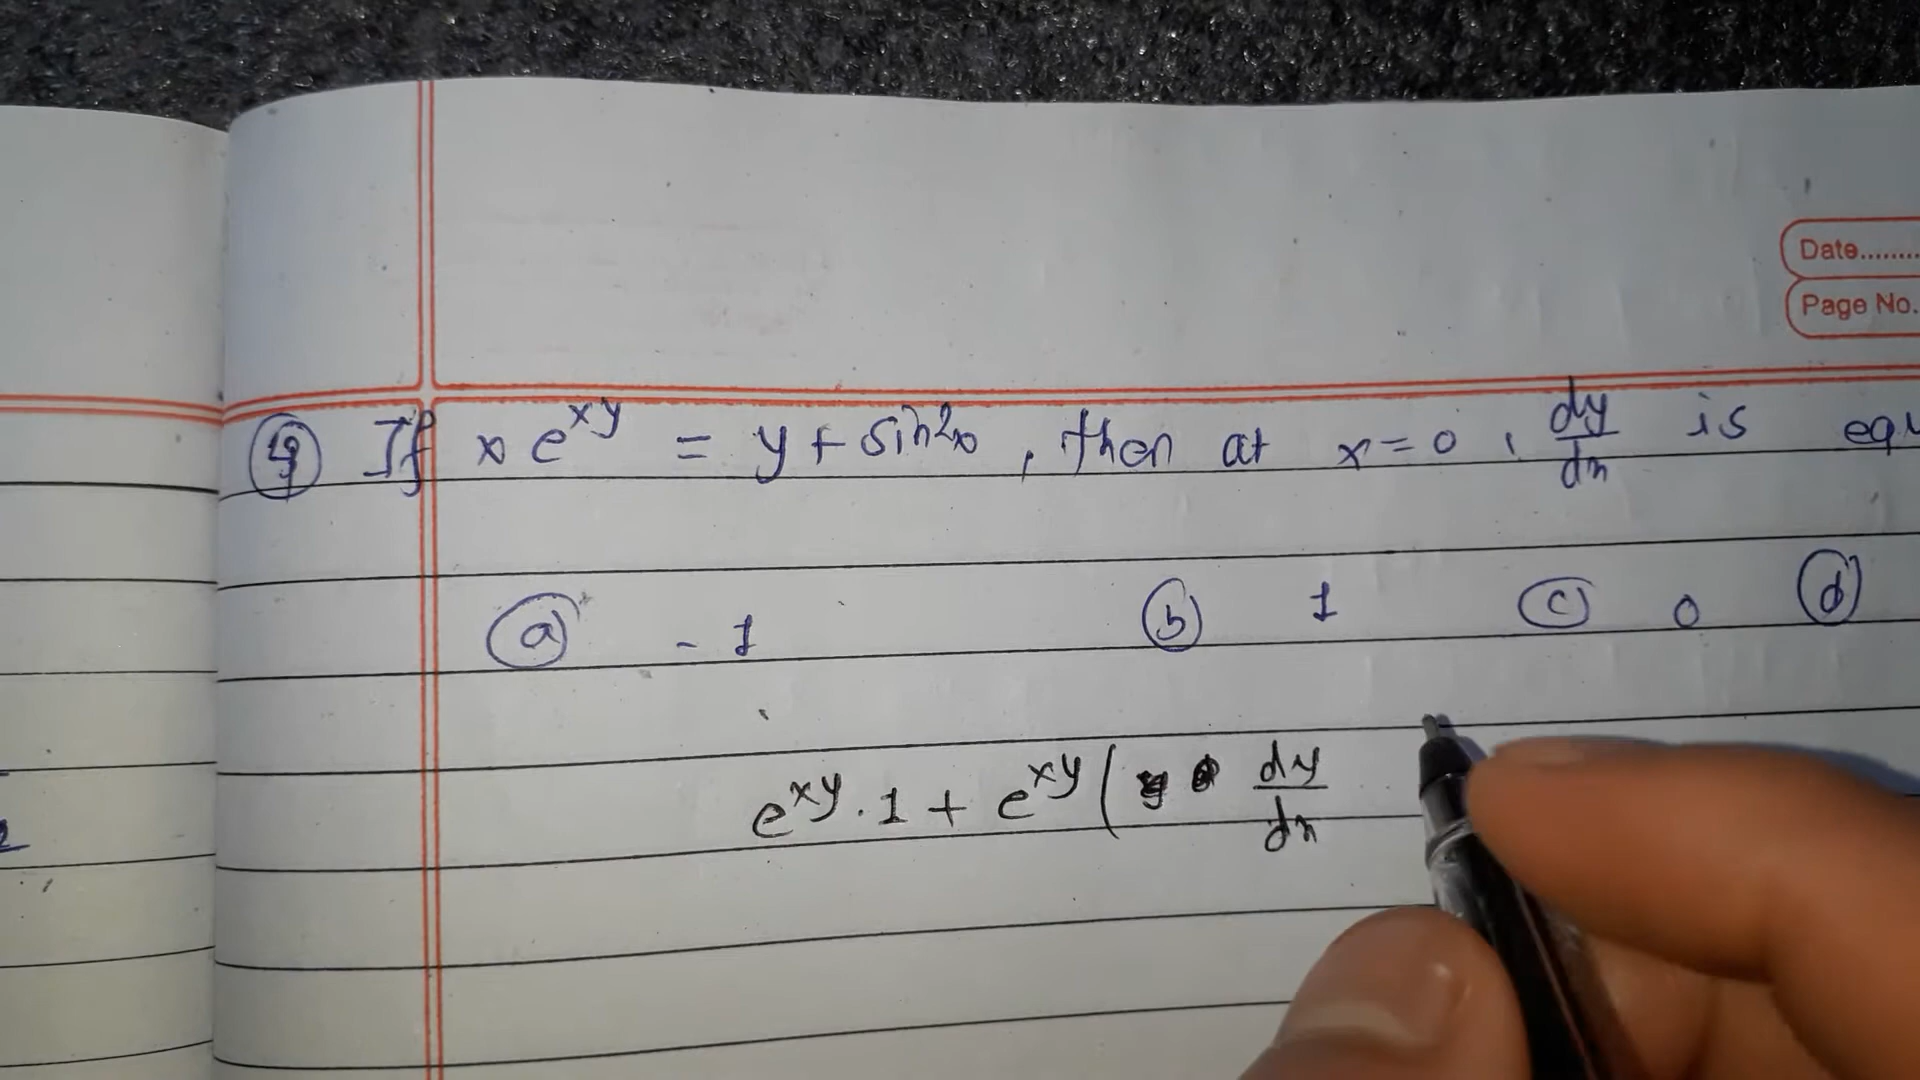 Date........
Page No.
Q If x e^xy = y + sin²x, then at x = 0, dy/dx is equ
a - 1 b 1 c 0 d
e^xy . 1 + e^xy ( dy/dx